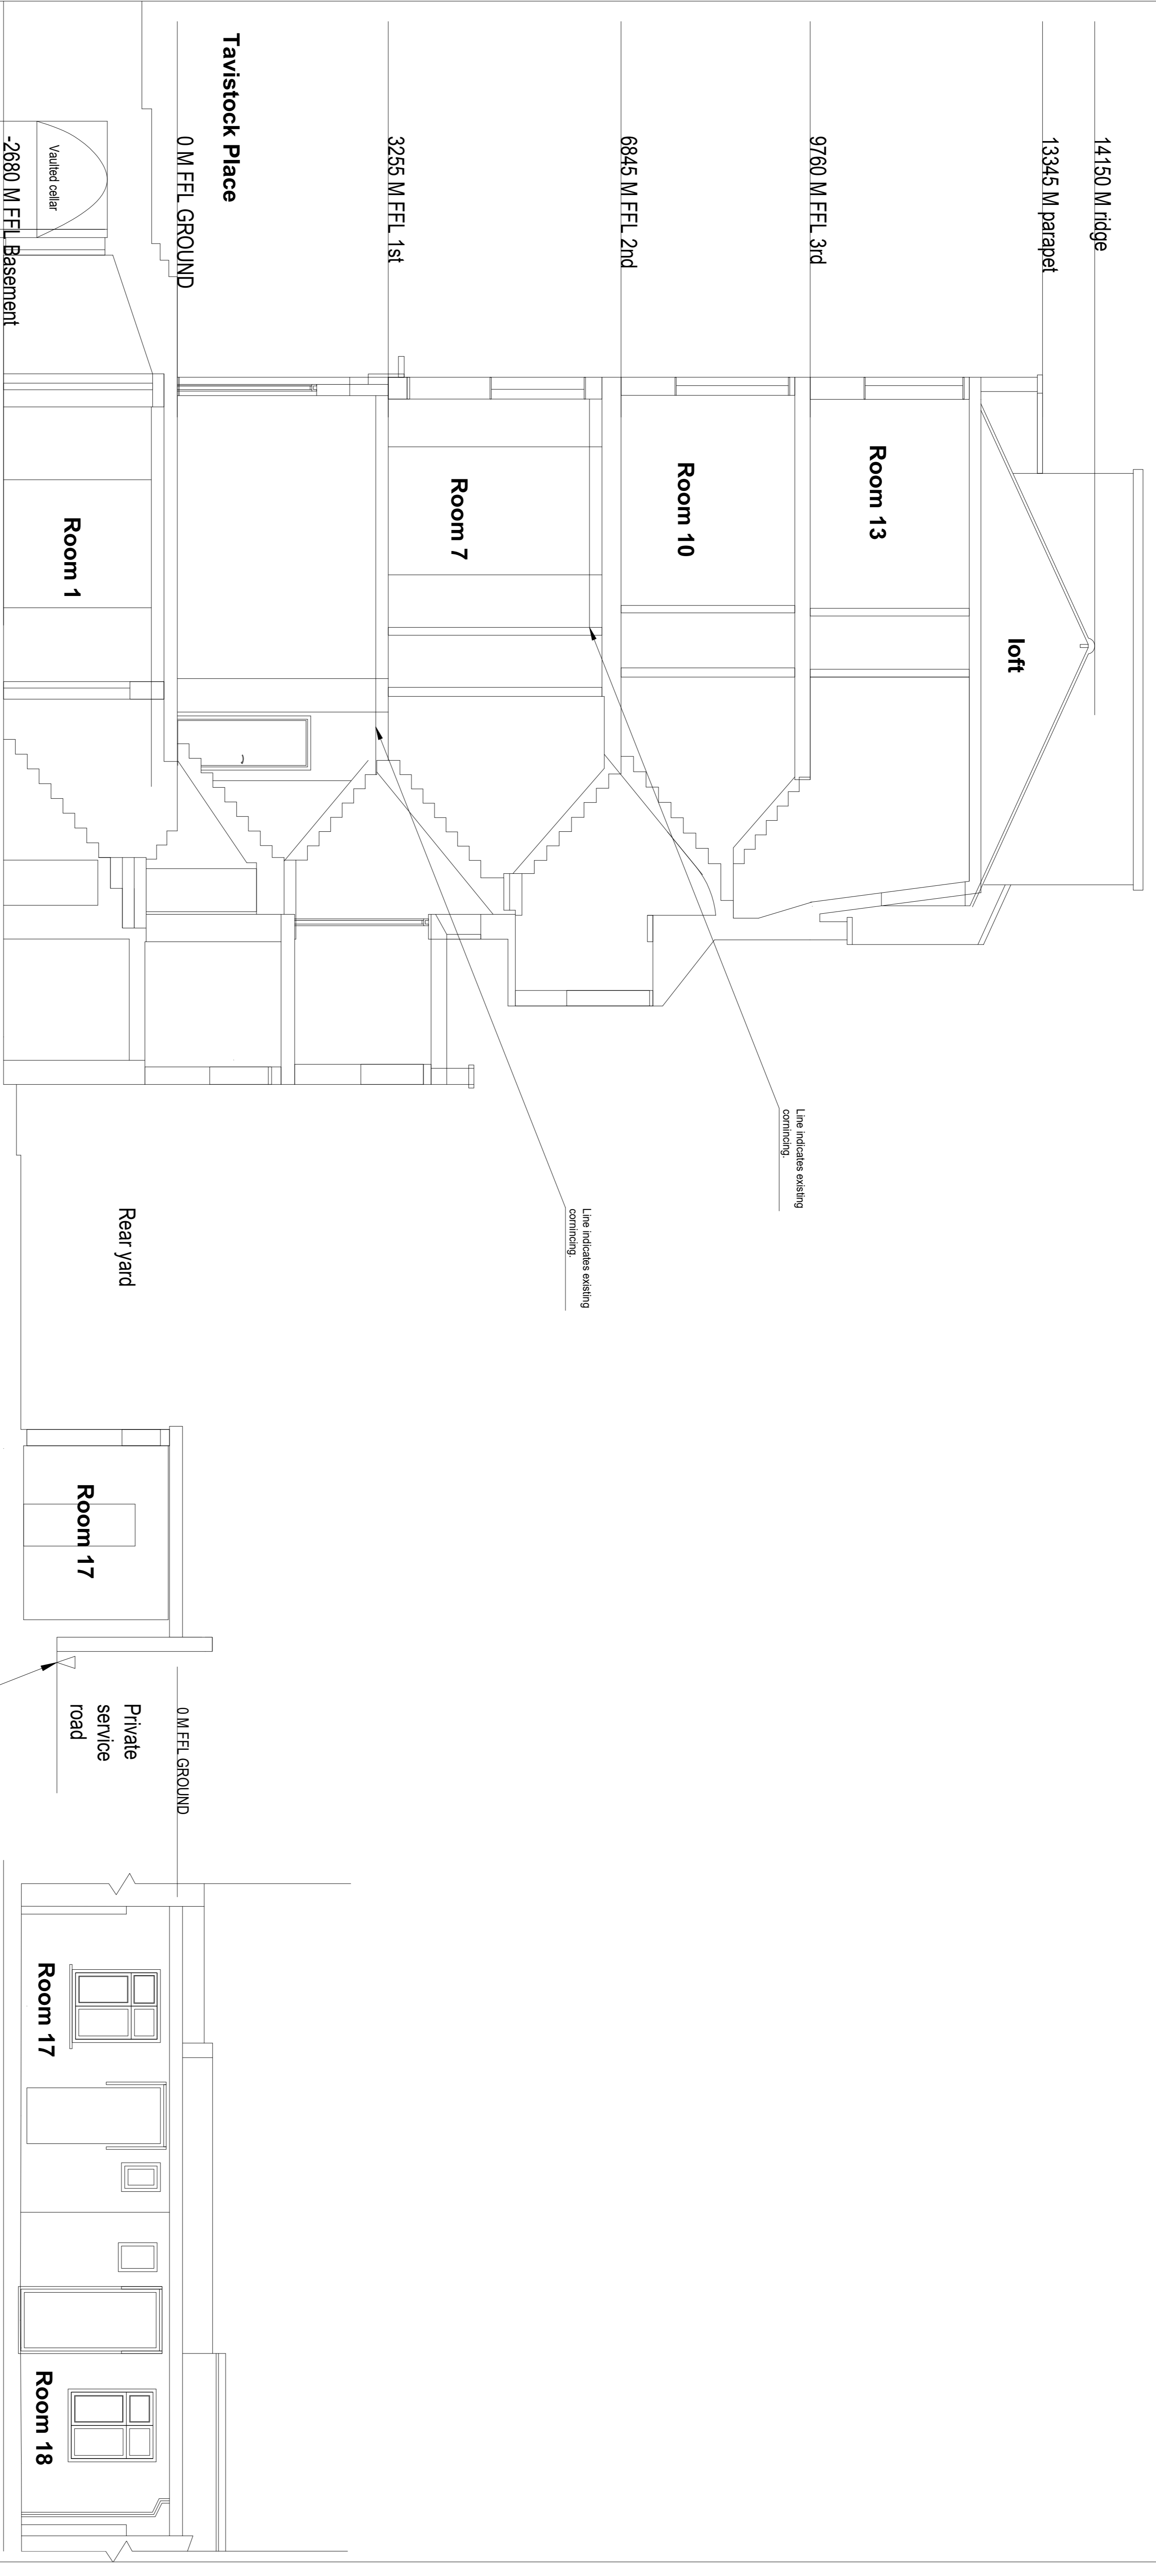 14150 M ridge
13345 M parapet
9760 M FFL 3rd
6845 M FFL 2nd
3255 M FFL 1st
Tavistock Place
0 M FFL GROUND
Vaulted cellar
-2680 M FFL Basement
loft
Room 13
Room 10
Room 7
Room 1
Line indicates existing
cornincing.
Line indicates existing
cornincing.
Rear yard
Room 17
Private
service
road
0 M FFL GROUND
Room 17
Room 18